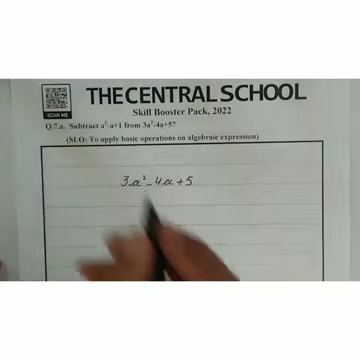 SCAN ME
THE CENTRAL SCHOOL
Skill Booster Pack, 2022
Q.7.a. Subtract a²-a+1 from 3a²-4a+5?
(SLO: To apply basic operations on algebraic expression)
3a² - 4a + 5